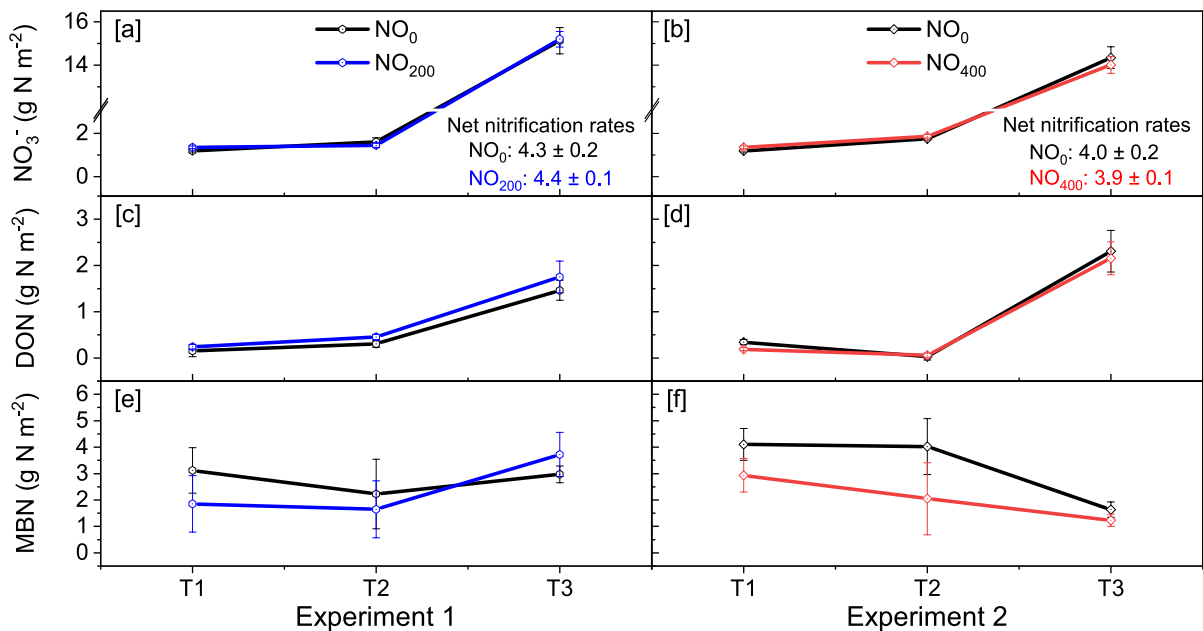 NO₃⁻ (g N m⁻²)
16
14
2
0
[a]
NO₀
NO₂₀₀
Net nitrification rates
NO₀: 4.3 ± 0.2
NO₂₀₀: 4.4 ± 0.1
[b]
NO₀
NO₄₀₀
Net nitrification rates
NO₀: 4.0 ± 0.2
NO₄₀₀: 3.9 ± 0.1
DON (g N m⁻²)
3
2
1
0
[c]
[d]
MBN (g N m⁻²)
6
5
4
3
2
1
0
[e]
[f]
T1 T2 T3
T1 T2 T3
Experiment 1
Experiment 2